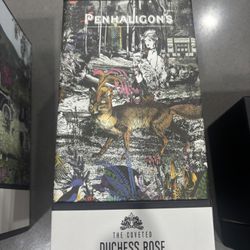 PENHALIGON'S
THE COVETED
DUCHESS ROSE